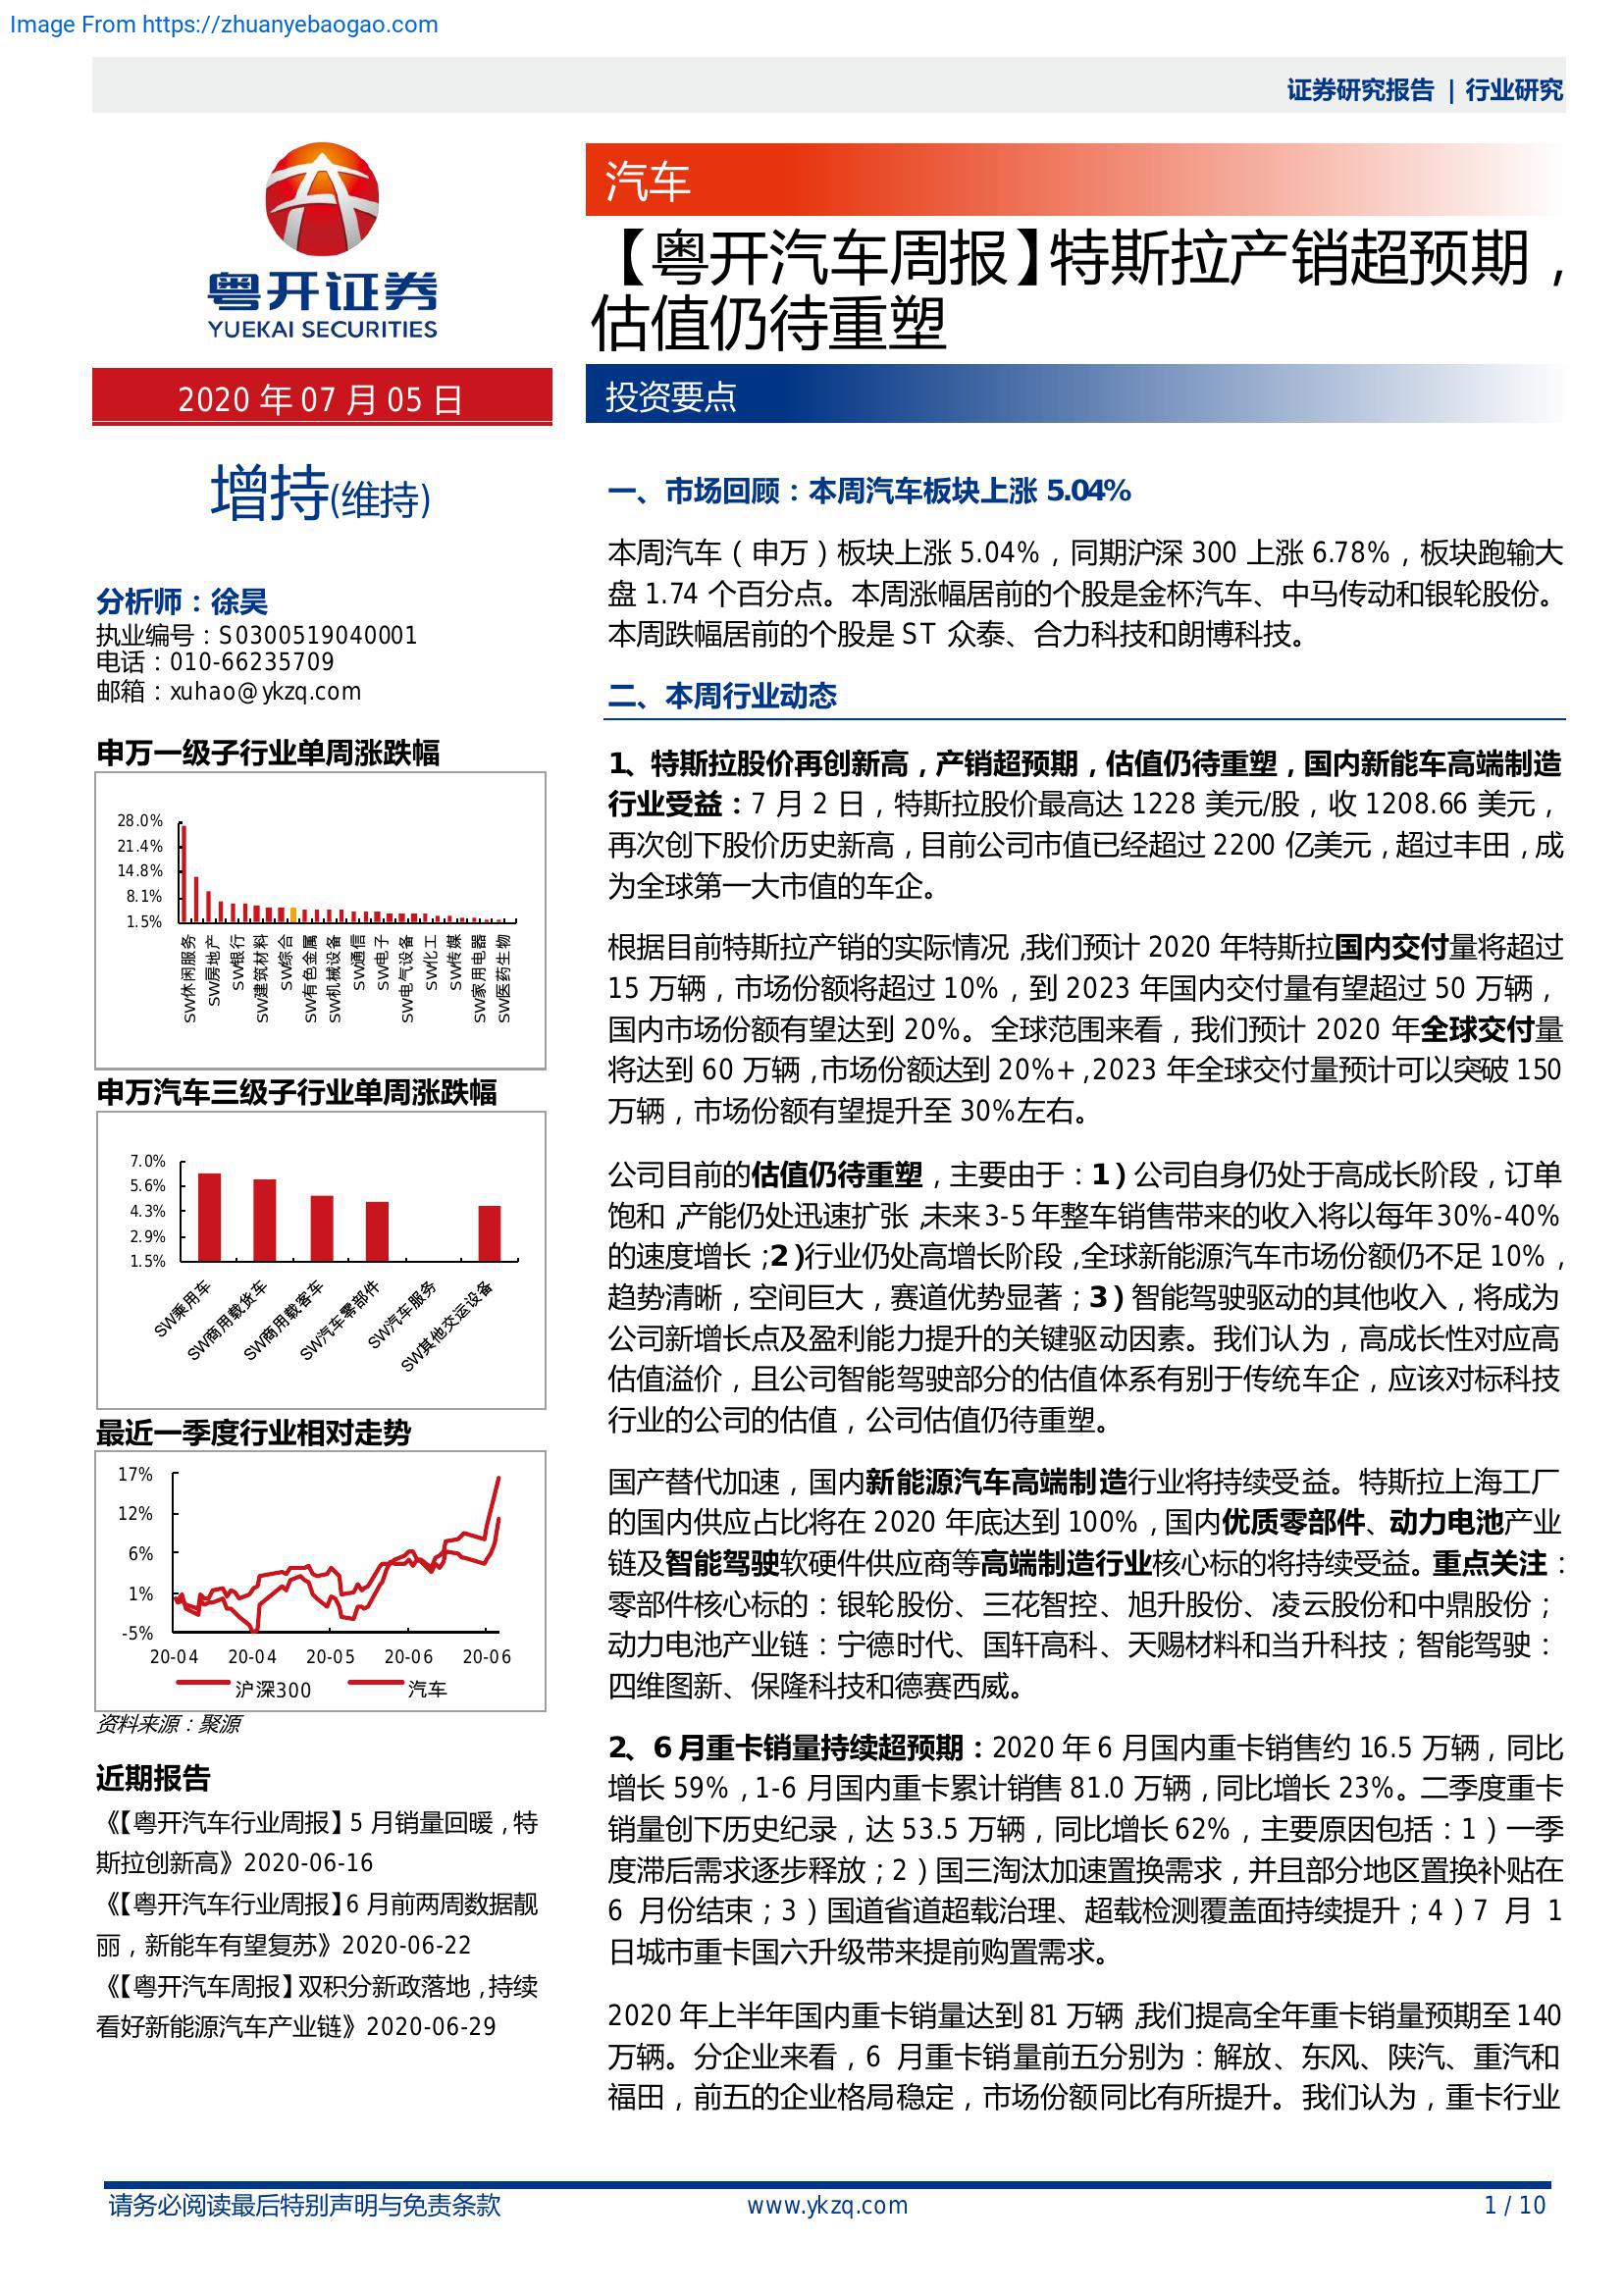 Image From https://zhuanyebaogao.com
证券研究报告 | 行业研究
粤开证券
YUEKAI SECURITIES
汽车
【粤开汽车周报】特斯拉产销超预期，
估值仍待重塑
2020 年 07 月 05 日
投资要点
增持(维持)
分析师：徐昊
执业编号：S0300519040001
电话：010-66235709
邮箱：xuhao@ykzq.com
申万一级子行业单周涨跌幅
28.0%
21.4%
14.8%
8.1%
1.5%
SW休闲服务
SW房地产
SW银行
SW建筑材料
SW综合
SW有色金属
SW机械设备
SW通信
SW电子
SW电气设备
SW化工
SW传媒
SW家用电器
SW医药生物
申万汽车三级子行业单周涨跌幅
7.0%
5.6%
4.3%
2.9%
1.5%
SW乘用车
SW商用载货车
SW商用载客车
SW汽车零部件
SW汽车服务
SW其他交运设备
最近一季度行业相对走势
17%
12%
6%
1%
-5%
20-04 20-04 20-05 20-06 20-06
沪深300 汽车
资料来源：聚源
近期报告
《【粤开汽车行业周报】5 月销量回暖，特
斯拉创新高》2020-06-16
《【粤开汽车行业周报】6 月前两周数据靓
丽，新能车有望复苏》2020-06-22
《【粤开汽车周报】双积分新政落地，持续
看好新能源汽车产业链》2020-06-29
一、市场回顾：本周汽车板块上涨 5.04%
本周汽车（申万）板块上涨 5.04%，同期沪深 300 上涨 6.78%，板块跑输大
盘 1.74 个百分点。本周涨幅居前的个股是金杯汽车、中马传动和银轮股份。
本周跌幅居前的个股是 ST 众泰、合力科技和朗博科技。
二、本周行业动态
1、特斯拉股价再创新高，产销超预期，估值仍待重塑，国内新能车高端制造
行业受益：7 月 2 日，特斯拉股价最高达 1228 美元/股，收 1208.66 美元，
再次创下股价历史新高，目前公司市值已经超过 2200 亿美元，超过丰田，成
为全球第一大市值的车企。
根据目前特斯拉产销的实际情况，我们预计 2020 年特斯拉国内交付量将超过
15 万辆，市场份额将超过 10%，到 2023 年国内交付量有望超过 50 万辆，
国内市场份额有望达到 20%。全球范围来看，我们预计 2020 年全球交付量
将达到 60 万辆，市场份额达到 20%+，2023 年全球交付量预计可以突破 150
万辆，市场份额有望提升至 30%左右。
公司目前的估值仍待重塑，主要由于：1）公司自身仍处于高成长阶段，订单
饱和，产能仍处迅速扩张，未来 3-5 年整车销售带来的收入将以每年 30%-40%
的速度增长；2）行业仍处高增长阶段，全球新能源汽车市场份额仍不足 10%，
趋势清晰，空间巨大，赛道优势显著；3）智能驾驶驱动的其他收入，将成为
公司新增长点及盈利能力提升的关键驱动因素。我们认为，高成长性对应高
估值溢价，且公司智能驾驶部分的估值体系有别于传统车企，应该对标科技
行业的公司的估值，公司估值仍待重塑。
国产替代加速，国内新能源汽车高端制造行业将持续受益。特斯拉上海工厂
的国内供应占比将在 2020 年底达到 100%，国内优质零部件、动力电池产业
链及智能驾驶软硬件供应商等高端制造行业核心标的将持续受益。重点关注：
零部件核心标的：银轮股份、三花智控、旭升股份、凌云股份和中鼎股份；
动力电池产业链：宁德时代、国轩高科、天赐材料和当升科技；智能驾驶：
四维图新、保隆科技和德赛西威。
2、6 月重卡销量持续超预期：2020 年 6 月国内重卡销售约 16.5 万辆，同比
增长 59%，1-6 月国内重卡累计销售 81.0 万辆，同比增长 23%。二季度重卡
销量创下历史纪录，达 53.5 万辆，同比增长 62%，主要原因包括：1）一季
度滞后需求逐步释放；2）国三淘汰加速置换需求，并且部分地区置换补贴在
6 月份结束；3）国道省道超载治理、超载检测覆盖面持续提升；4）7 月 1
日城市重卡国六升级带来提前购置需求。
2020 年上半年国内重卡销量达到 81 万辆，我们提高全年重卡销量预期至 140
万辆。分企业来看，6 月重卡销量前五分别为：解放、东风、陕汽、重汽和
福田，前五的企业格局稳定，市场份额同比有所提升。我们认为，重卡行业
请务必阅读最后特别声明与免责条款
www.ykzq.com
1 / 10